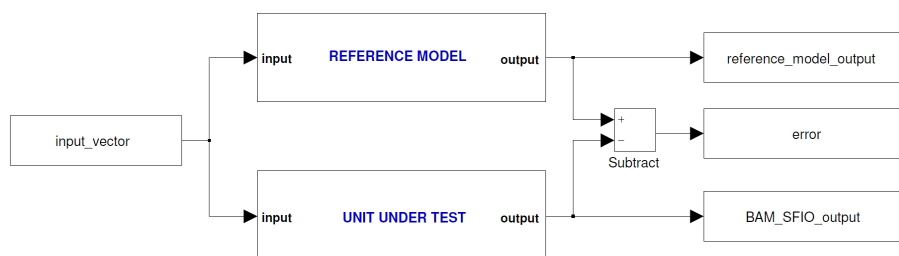 input_vector
input
REFERENCE MODEL
output
reference_model_output
+
−
Subtract
error
input
UNIT UNDER TEST
output
BAM_SFIO_output